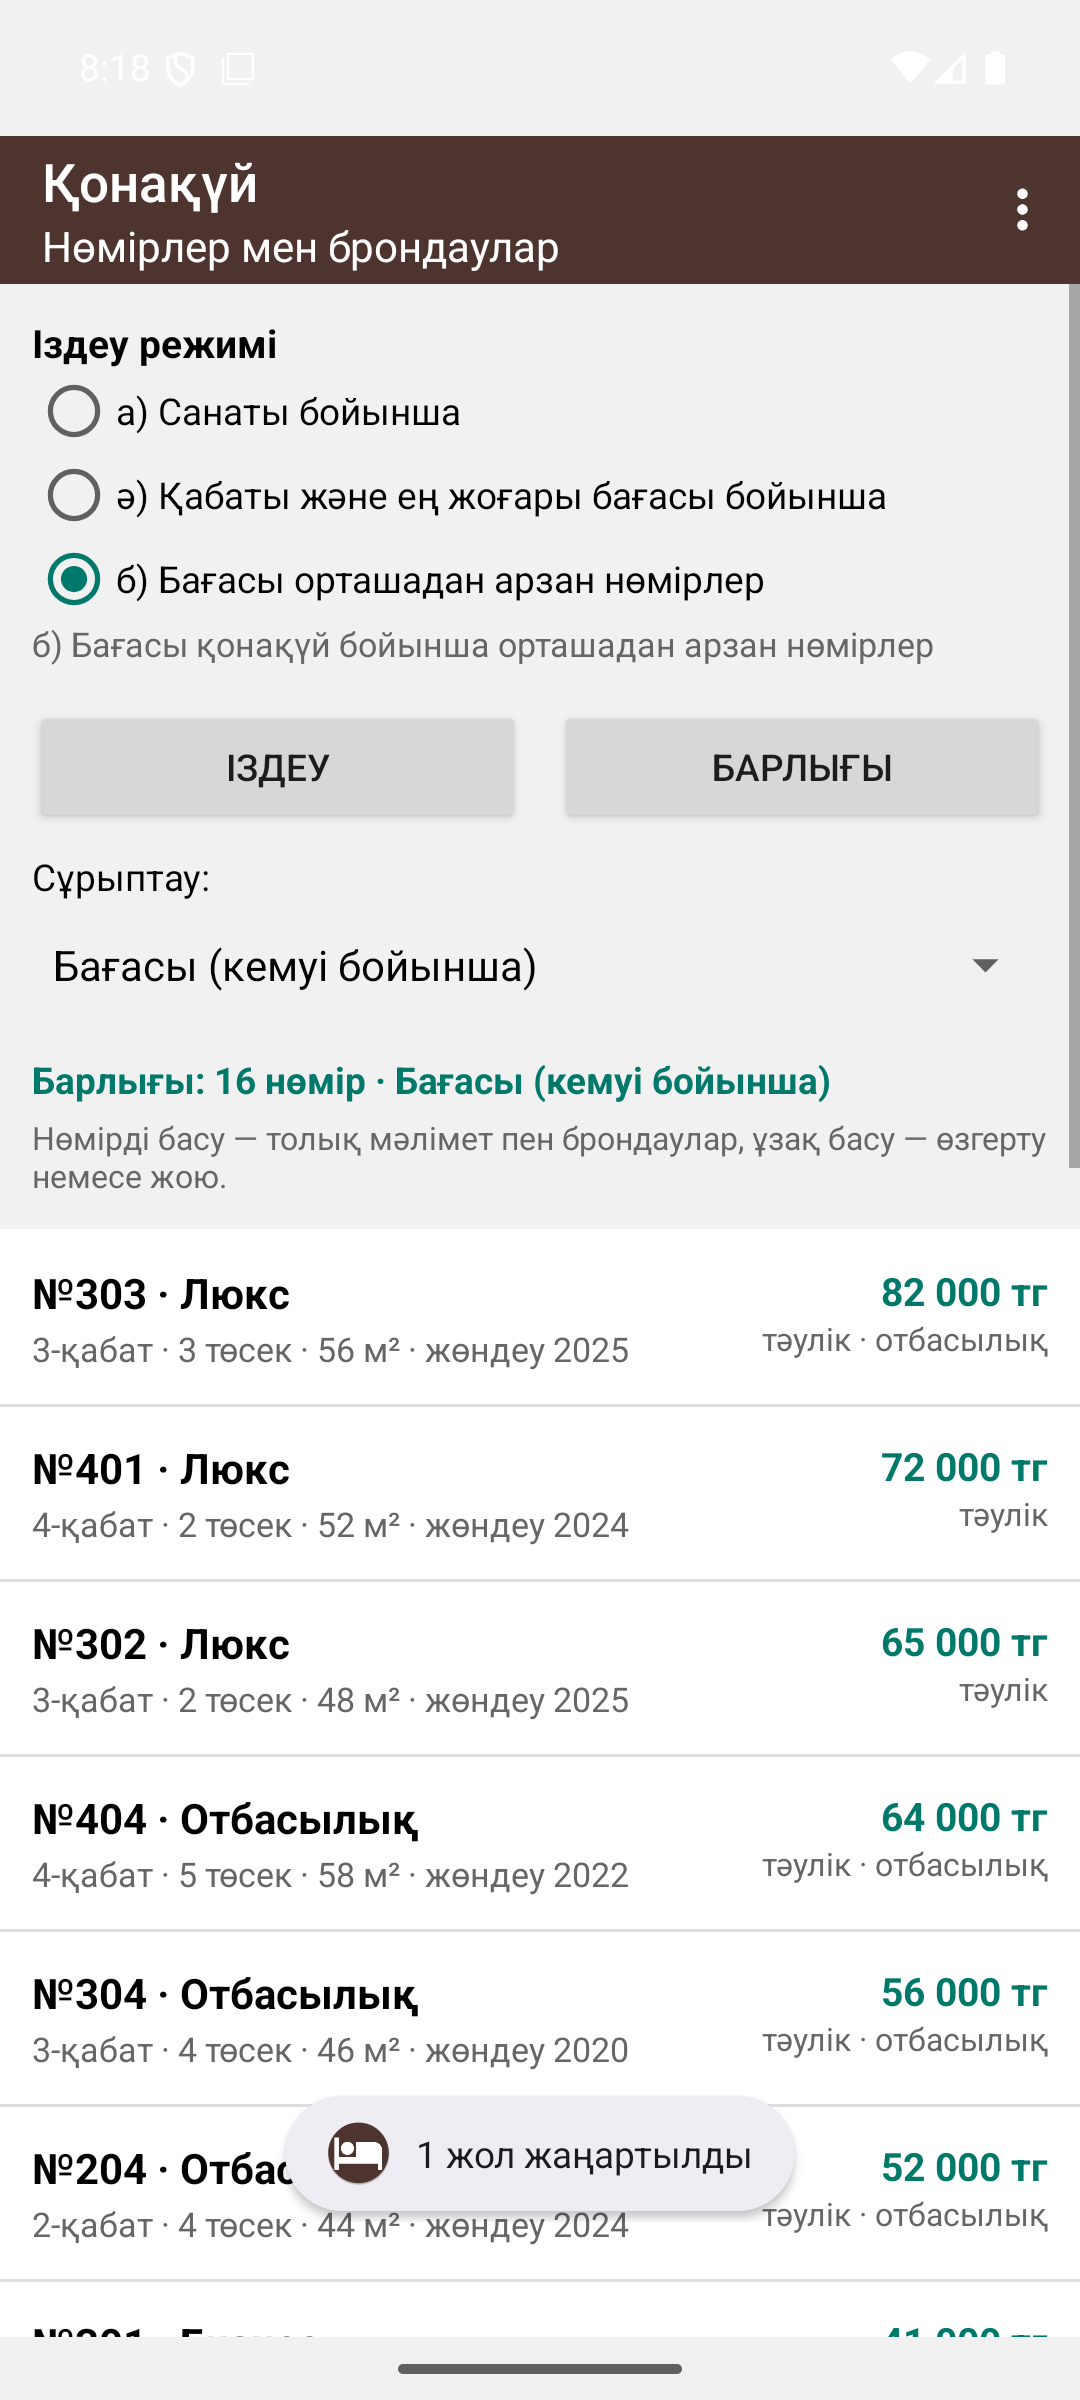 8:18
Қонақүй
Нөмірлер мен брондаулар
Іздеу режимі
а) Санаты бойынша
ә) Қабаты және ең жоғары бағасы бойынша
б) Бағасы орташадан арзан нөмірлер
б) Бағасы қонақүй бойынша орташадан арзан нөмірлер
ІЗДЕУ
БАРЛЫҒЫ
Сұрыптау:
Бағасы (кемуі бойынша)
Барлығы: 16 нөмір · Бағасы (кемуі бойынша)
Нөмірді басу — толық мәлімет пен брондаулар, ұзақ басу — өзгерту
немесе жою.
№303 · Люкс
82 000 тг
3-қабат · 3 төсек · 56 м² · жөндеу 2025
тәулік · отбасылық
№401 · Люкс
72 000 тг
4-қабат · 2 төсек · 52 м² · жөндеу 2024
тәулік
№302 · Люкс
65 000 тг
3-қабат · 2 төсек · 48 м² · жөндеу 2025
тәулік
№404 · Отбасылық
64 000 тг
4-қабат · 5 төсек · 58 м² · жөндеу 2022
тәулік · отбасылық
№304 · Отбасылық
56 000 тг
3-қабат · 4 төсек · 46 м² · жөндеу 2020
тәулік · отбасылық
№204 ·
52 000 тг
1 жол жаңартылды
2-қабат · 4 төсек · 44 м² · жөндеу 2024
тәулік · отбасылық